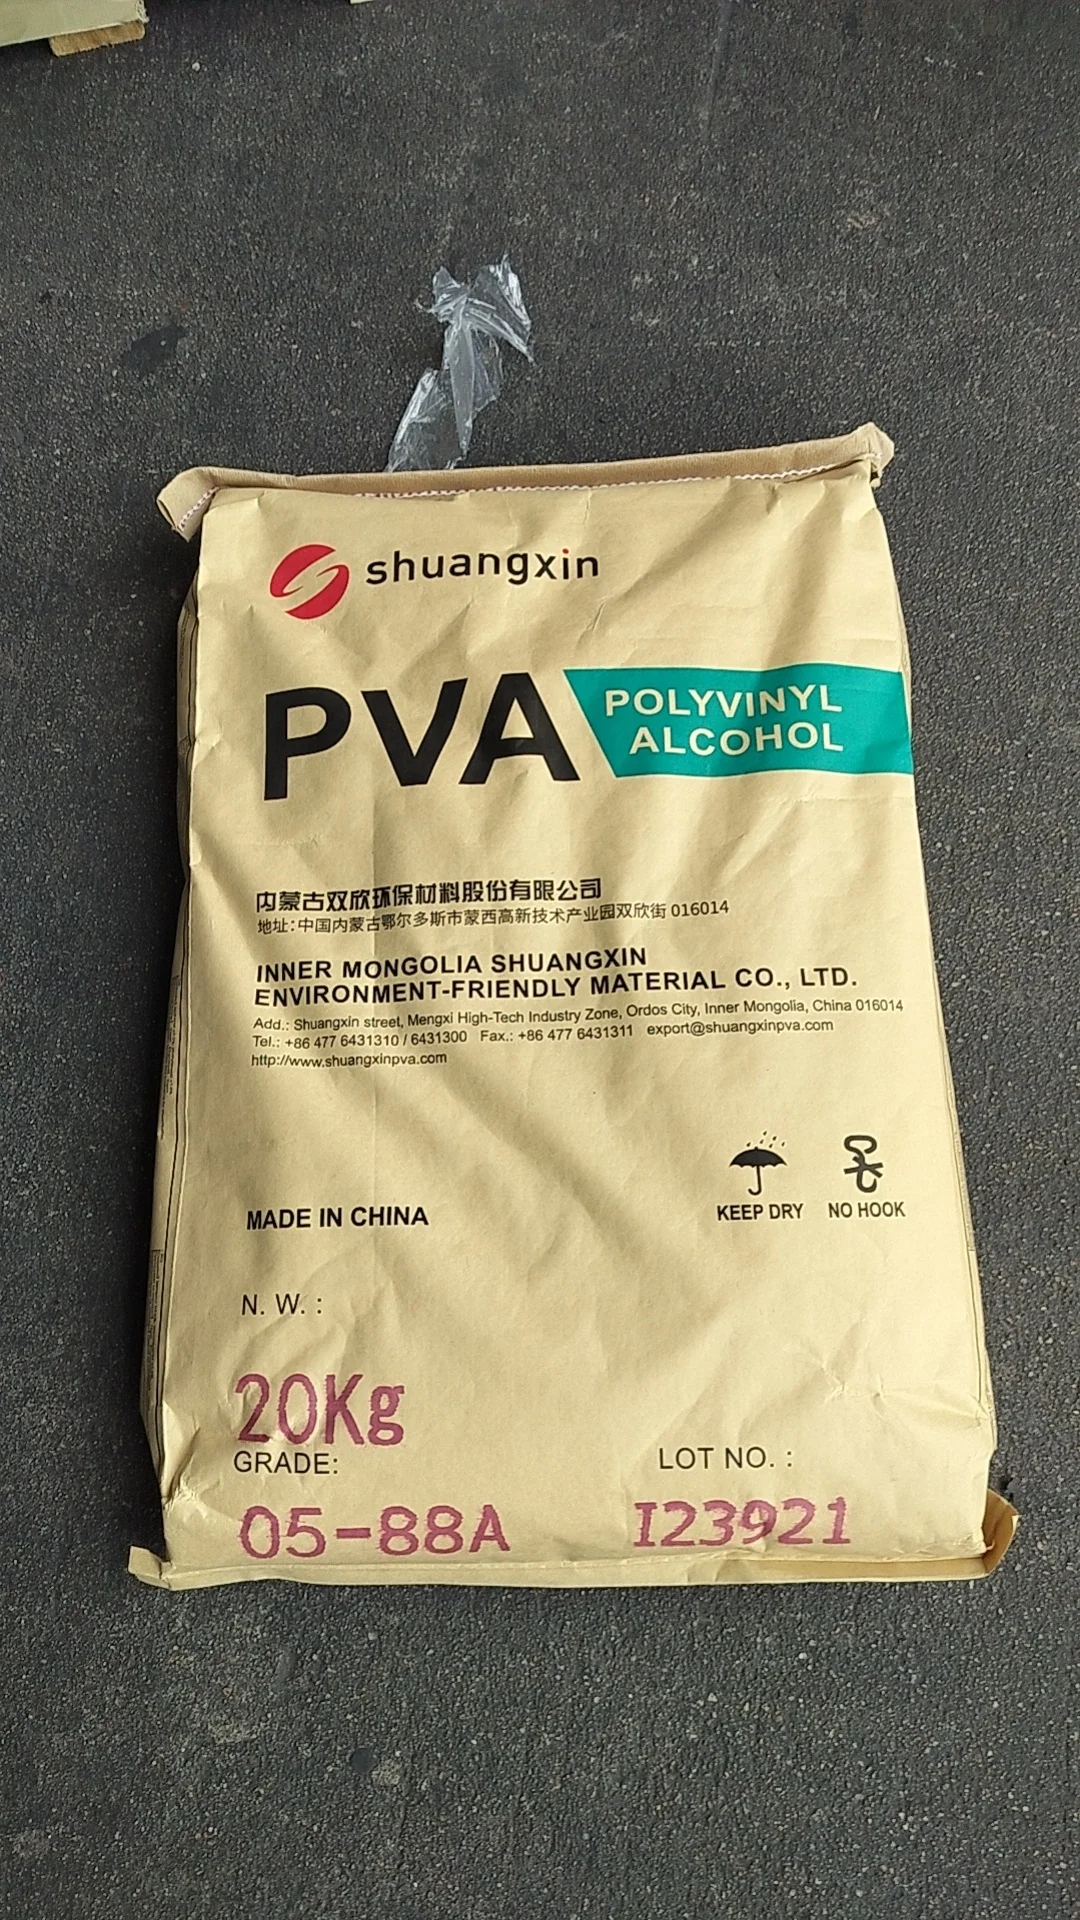 shuangxin
PVA
POLYVINYL
ALCOHOL
内蒙古双欣环保材料股份有限公司
地址:中国内蒙古鄂尔多斯市蒙西高新技术产业园双欣街 016014
INNER MONGOLIA SHUANGXIN
ENVIRONMENT-FRIENDLY MATERIAL CO., LTD.
Add.: Shuangxin street, Mengxi High-Tech Industry Zone, Ordos City, Inner Mongolia, China 016014
Tel.: +86 477 6431310 / 6431300 Fax.: +86 477 6431311 export@shuangxinpva.com
http://www.shuangxinpva.com
KEEP DRY NO HOOK
MADE IN CHINA
N. W. :
20Kg
GRADE: LOT NO. :
05-88A I23921